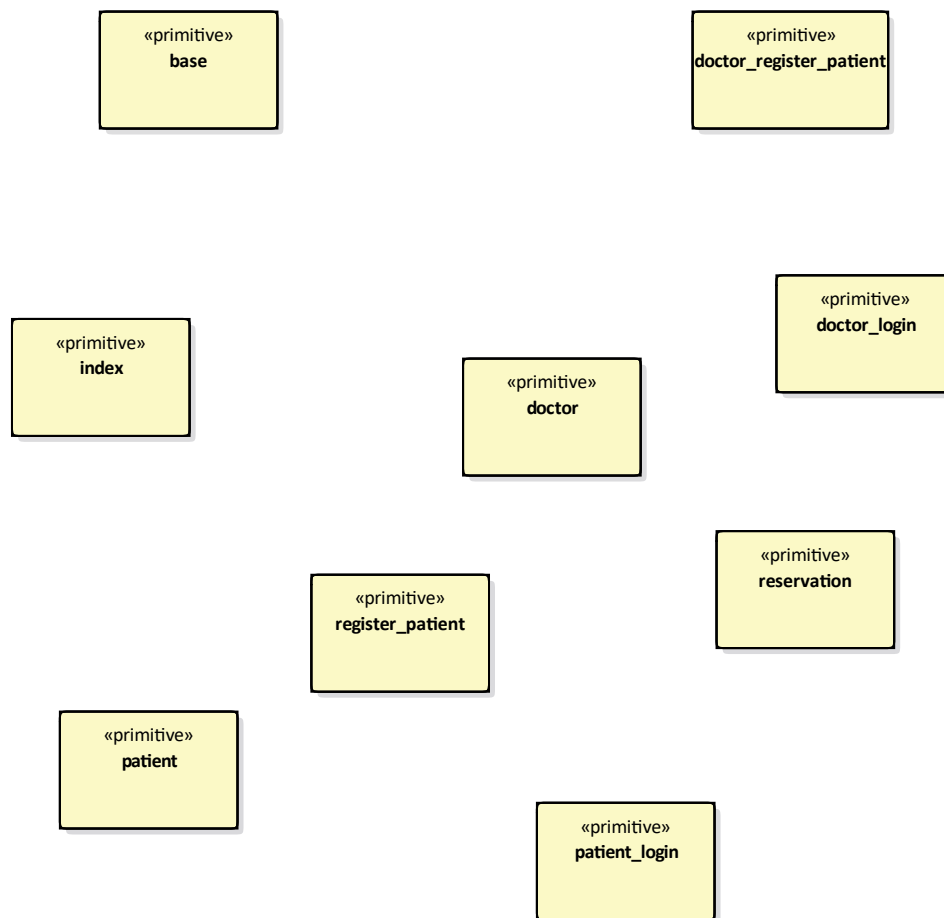 «primitive»
base
«primitive»
doctor_register_patient
«primitive»
doctor_login
«primitive»
index
«primitive»
doctor
«primitive»
reservation
«primitive»
register_patient
«primitive»
patient
«primitive»
patient_login